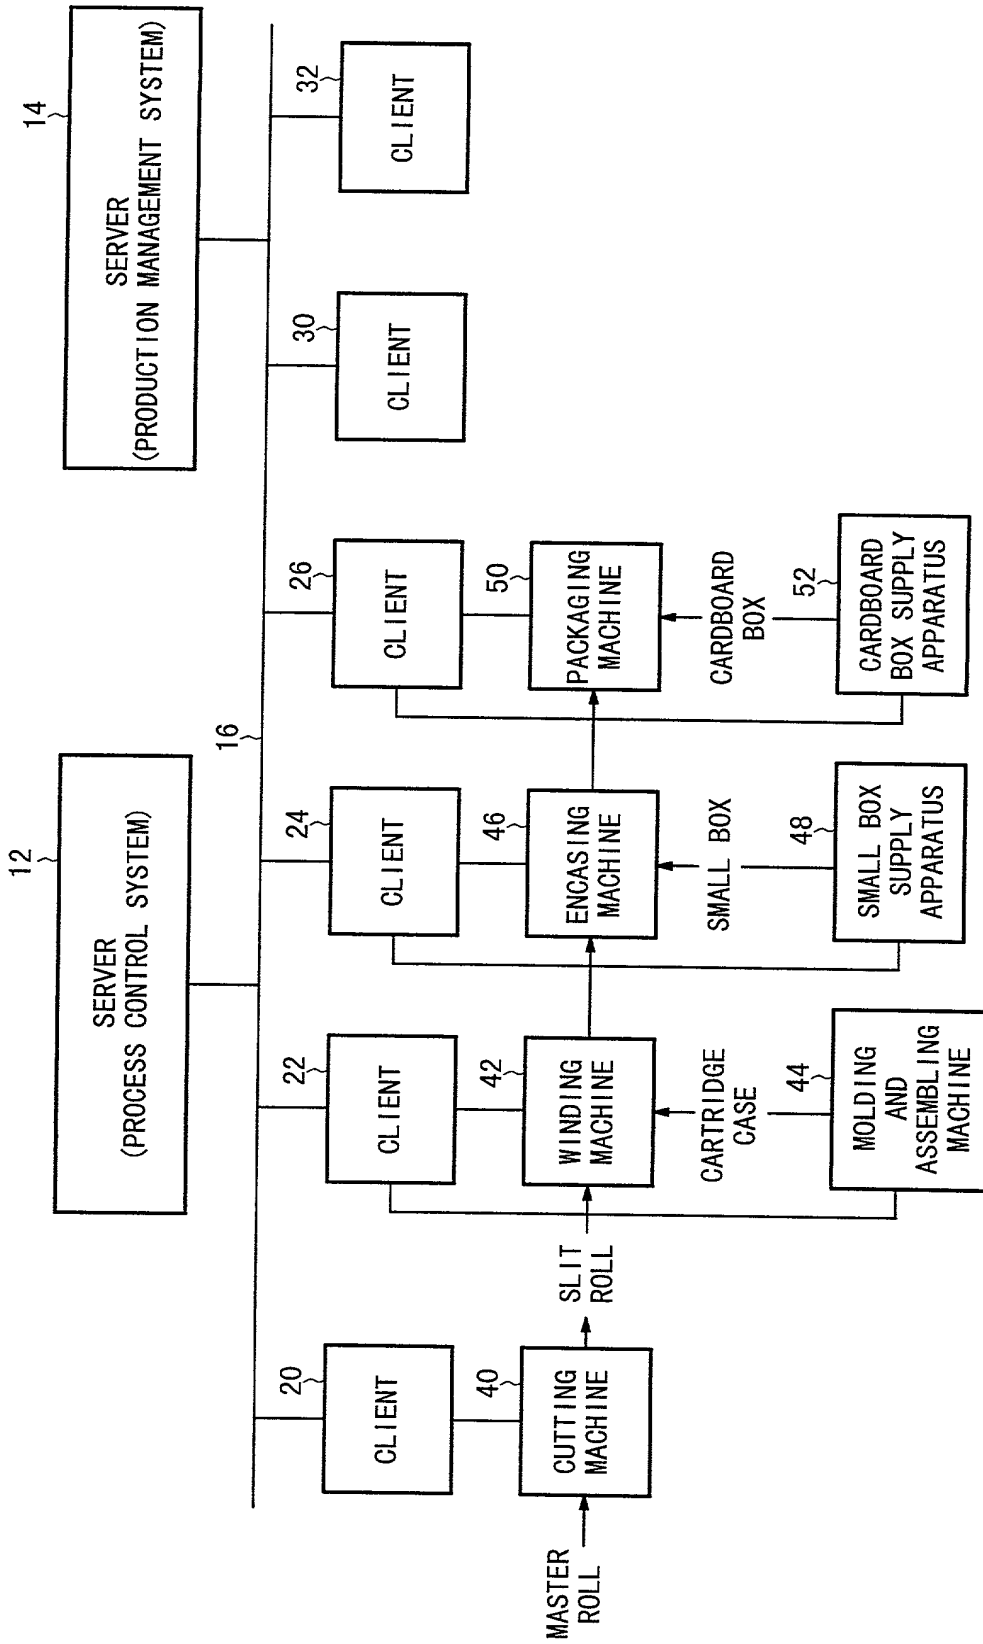 12
SERVER
(PROCESS CONTROL SYSTEM)
14
SERVER
(PRODUCTION MANAGEMENT SYSTEM)
16
20
CLIENT
22
CLIENT
24
CLIENT
26
CLIENT
30
CLIENT
32
CLIENT
MASTER
ROLL
40
CUTTING
MACHINE
SLIT
ROLL
42
WINDING
MACHINE
46
ENCASING
MACHINE
50
PACKAGING
MACHINE
CARTRIDGE
CASE
SMALL BOX
CARDBOARD
BOX
44
MOLDING
AND
ASSEMBLING
MACHINE
48
SMALL BOX
SUPPLY
APPARATUS
52
CARDBOARD
BOX SUPPLY
APPARATUS